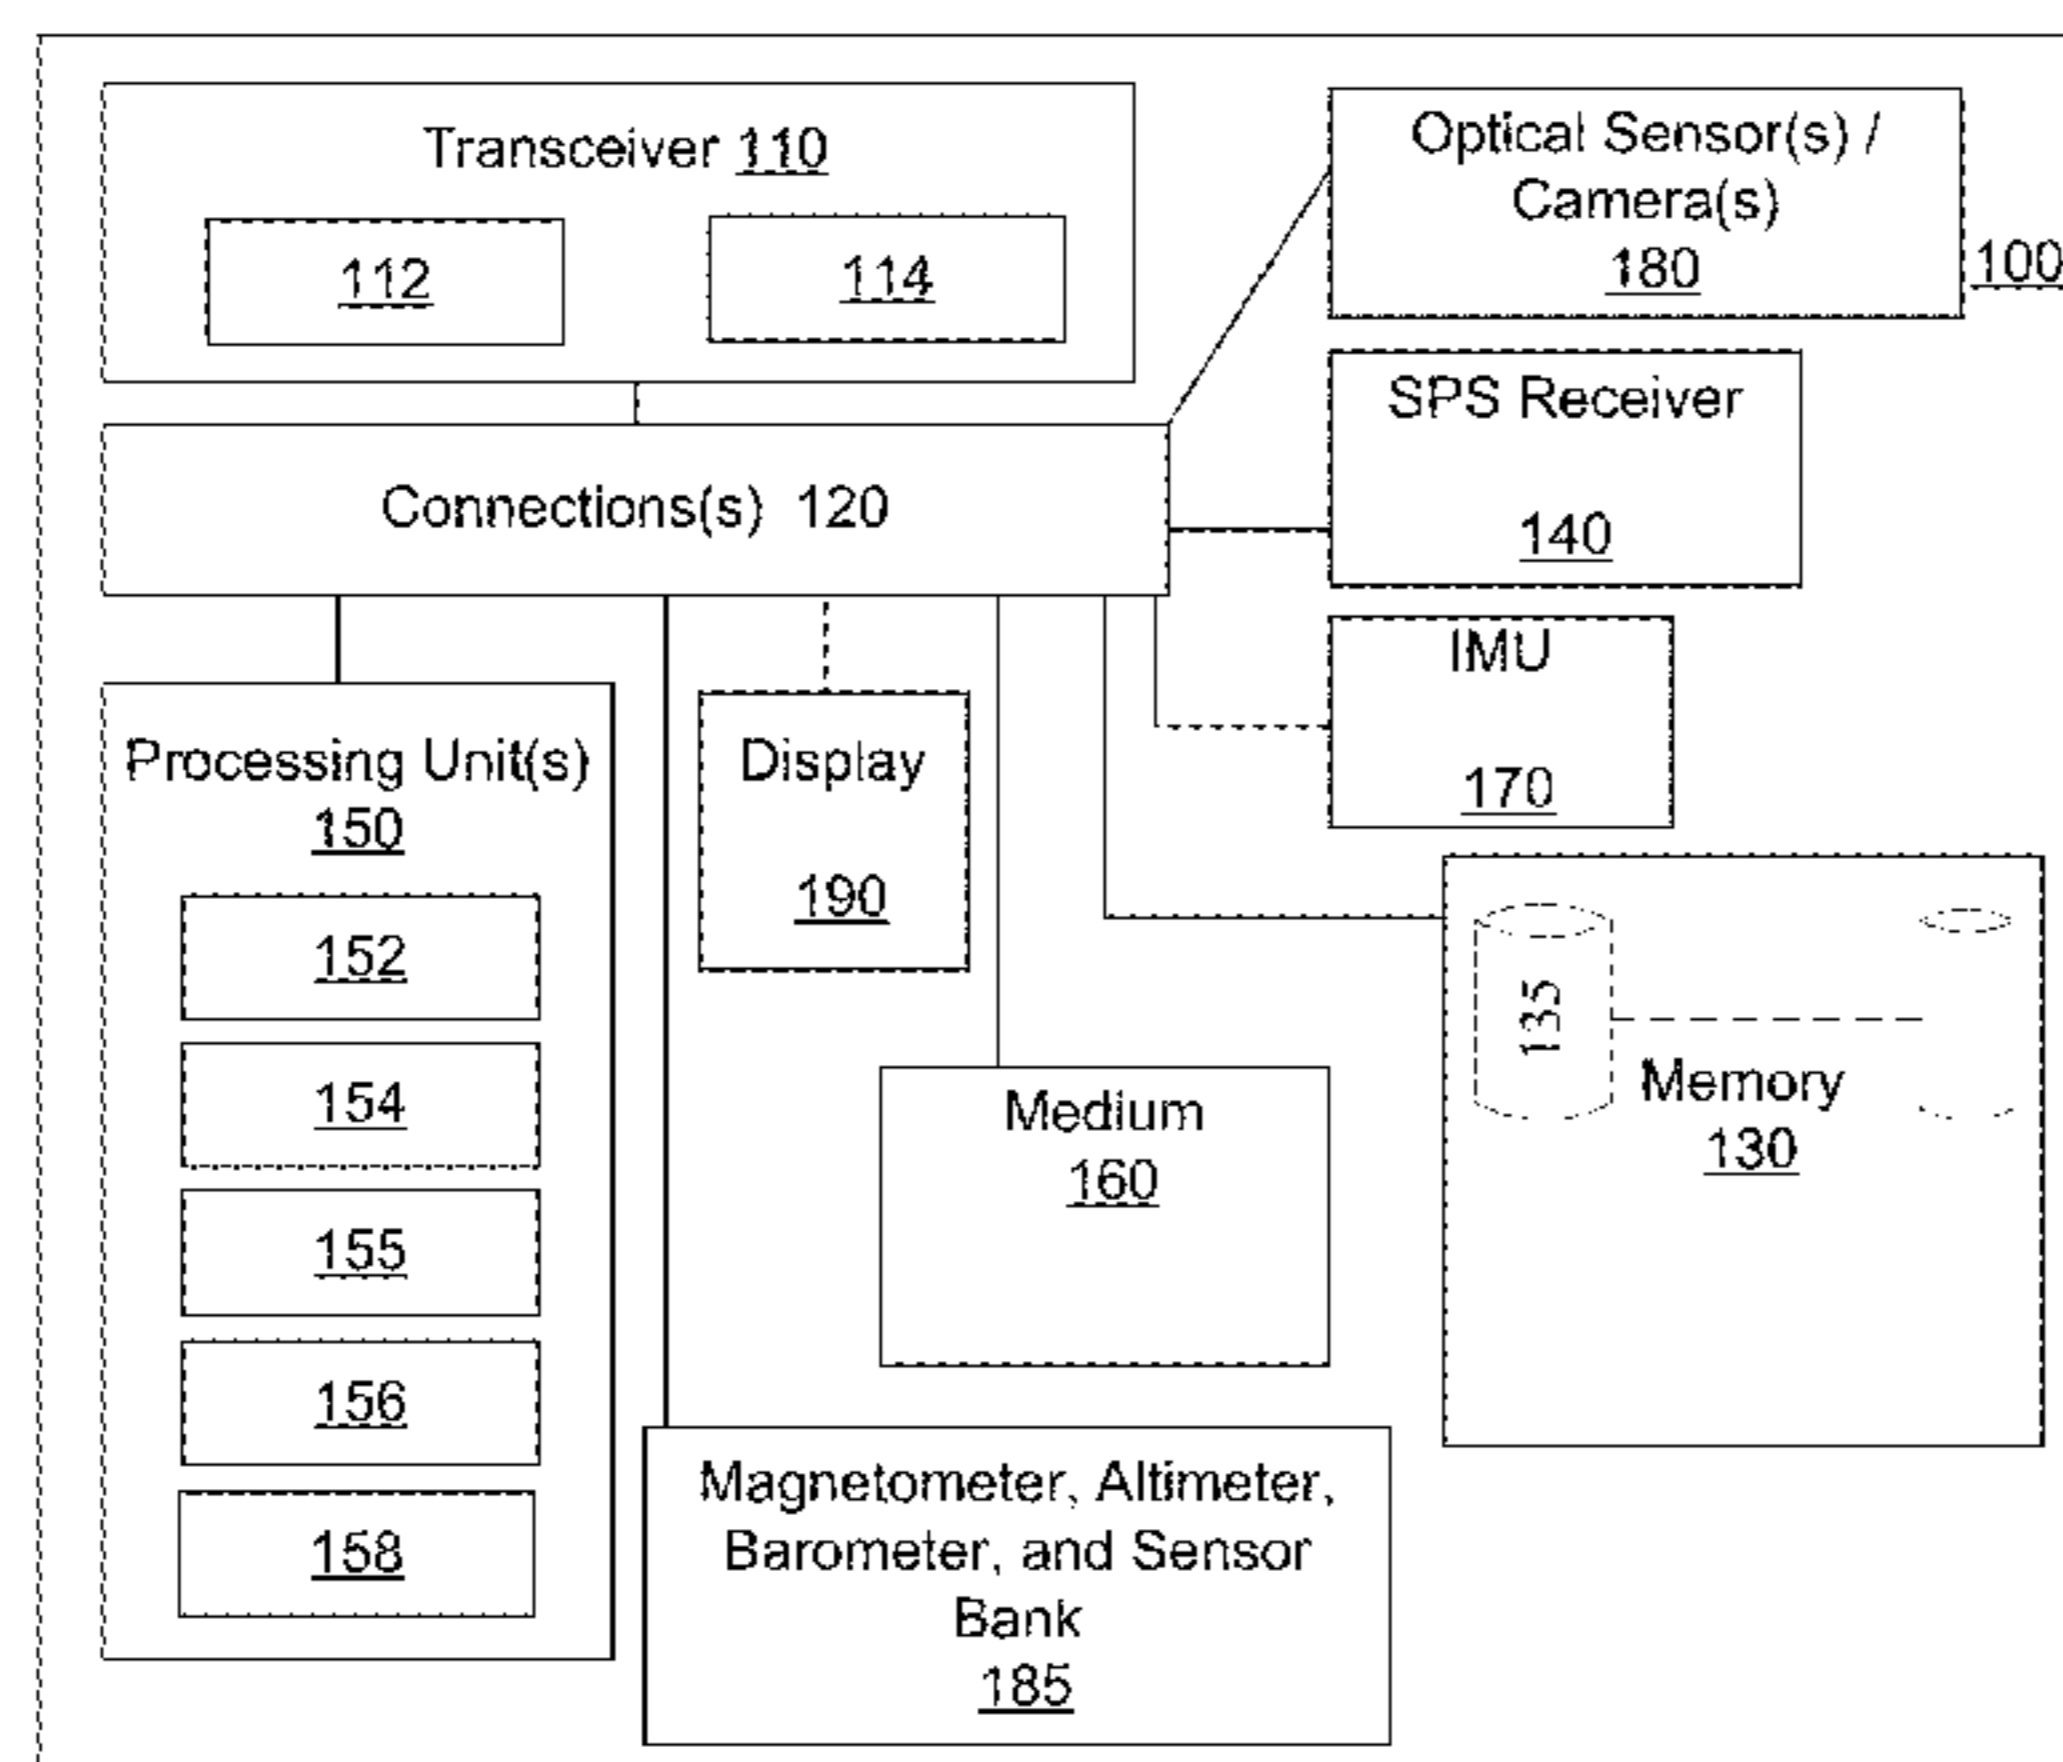 Transceiver 110
112
114
Optical Sensor(s) /
Camera(s)
180
100
SPS Receiver
140
Connections(s) 120
IMU
170
Processing Unit(s)
150
152
154
155
156
158
Display
190
135
Memory
130
Medium
160
Magnetometer, Altimeter,
Barometer, and Sensor
Bank
185